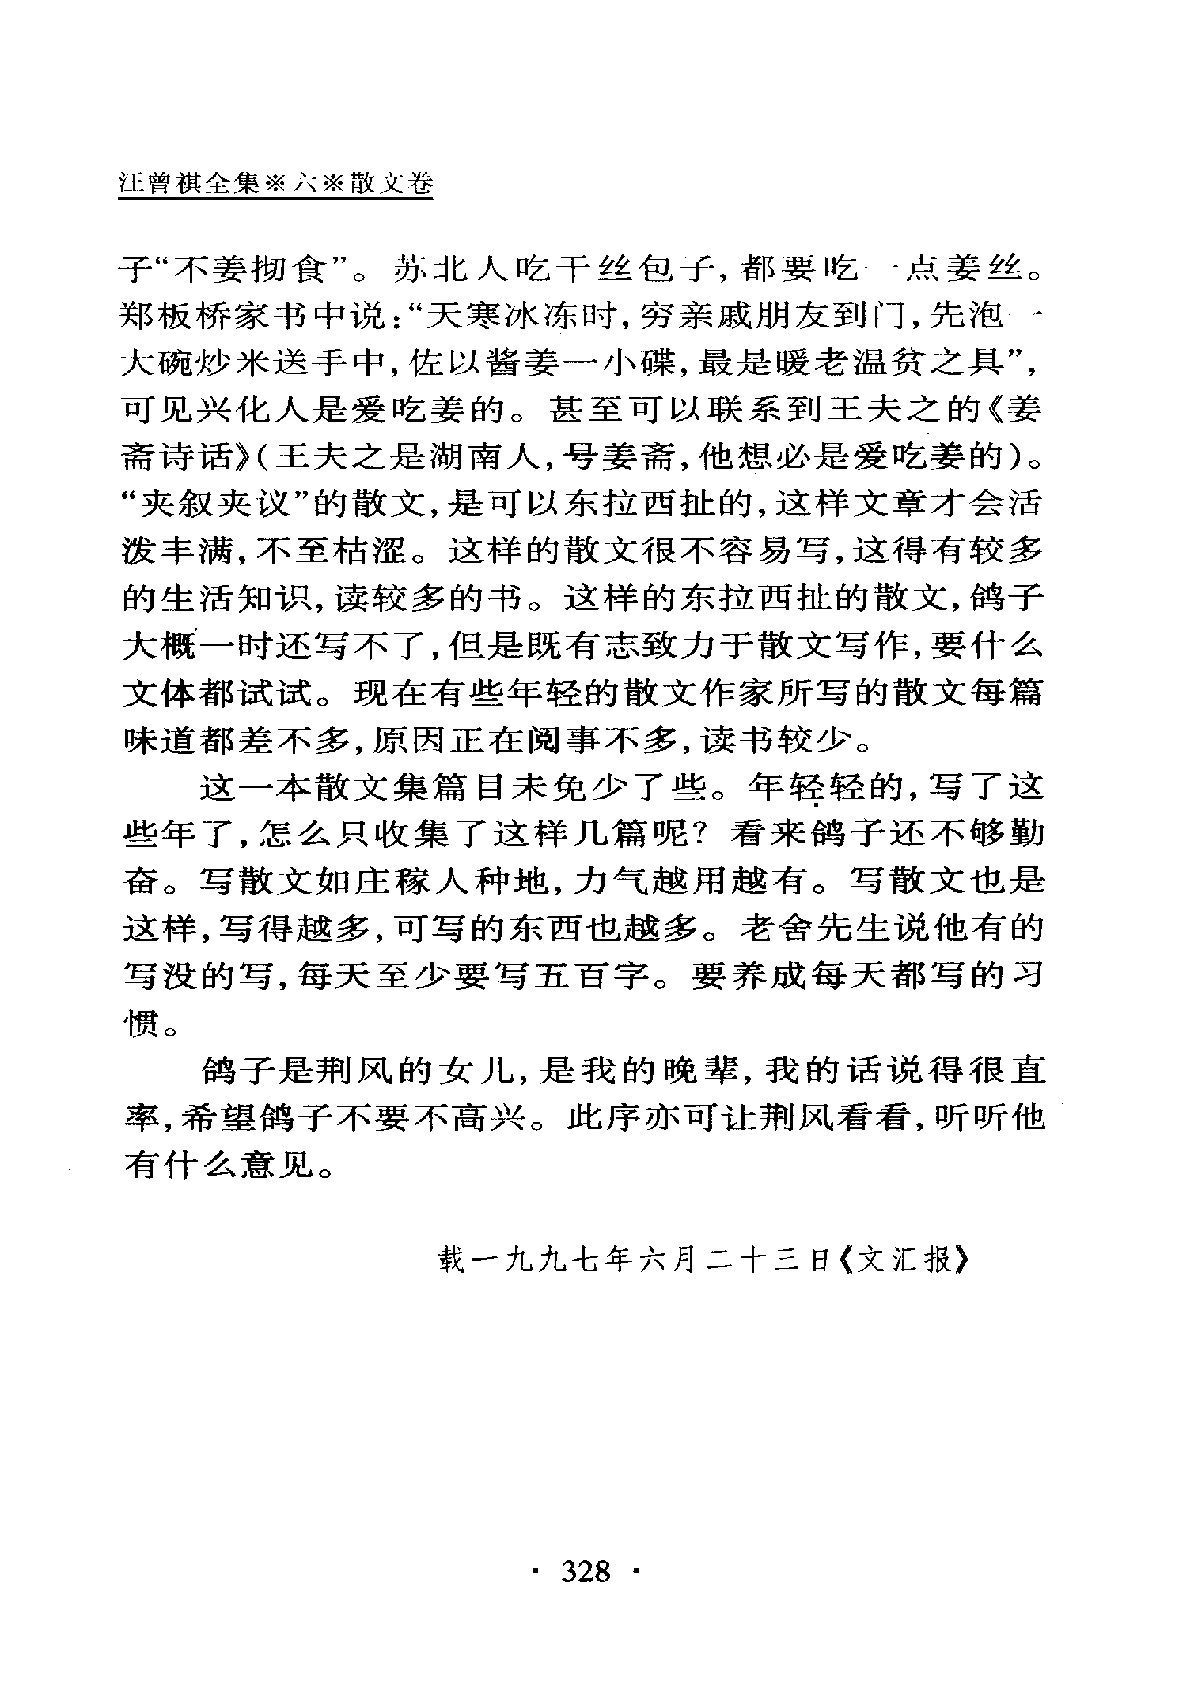 汪曾祺全集※六※散文卷
子“不姜㧚食”。苏北人吃干丝包子,都要吃一点姜丝。
郑板桥家书中说:“天寒冰冻时,穷亲戚朋友到门,先泡一
大碗炒米送手中,佐以酱姜一小碟,最是暖老温贫之具”,
可见兴化人是爱吃姜的。甚至可以联系到王夫之的《姜
斋诗话》(王夫之是湖南人,号姜斋,他想必是爱吃姜的)。
“夹叙夹议”的散文,是可以东拉西扯的,这样文章才会活
泼丰满,不至枯涩。这样的散文很不容易写,这得有较多
的生活知识,读较多的书。这样的东拉西扯的散文,鸽子
大概一时还写不了,但是既有志致力于散文写作,要什么
文体都试试。现在有些年轻的散文作家所写的散文每篇
味道都差不多,原因正在阅事不多,读书较少。
这一本散文集篇目未免少了些。年轻轻的,写了这
些年了,怎么只收集了这样几篇呢?看来鸽子还不够勤
奋。写散文如庄稼人种地,力气越用越有。写散文也是
这样,写得越多,可写的东西也越多。老舍先生说他有的
写没的写,每天至少要写五百字。要养成每天都写的习
惯。
鸽子是荆风的女儿,是我的晚辈,我的话说得很直
率,希望鸽子不要不高兴。此序亦可让荆风看看,听听他
有什么意见。
载一九九七年六月二十三日《文汇报》
· 328 ·